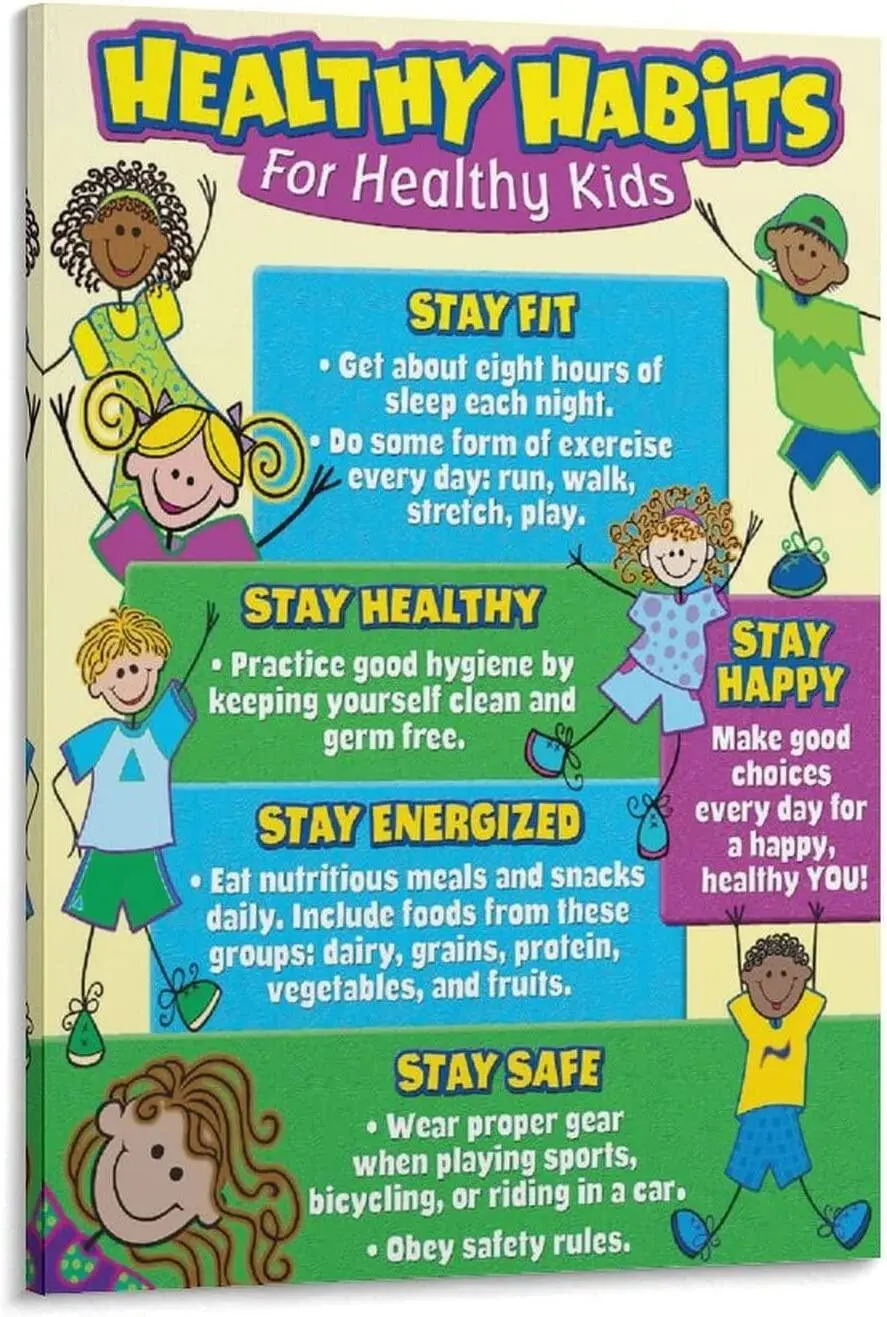 HEALTHY HABiTS
For Healthy Kids
STAY FIT
• Get about eight hours of
sleep each night.
• Do some form of exercise
every day: run, walk,
stretch, play.
STAY HEALTHY
• Practice good hygiene by
keeping yourself clean and
germ free.
STAY
HAPPY
Make good
choices
every day for
a happy,
healthy YOU!
STAY ENERGIZED
• Eat nutritious meals and snacks
daily. Include foods from these
groups: dairy, grains, protein,
vegetables, and fruits.
STAY SAFE
• Wear proper gear
when playing sports,
bicycling, or riding in a car.
• Obey safety rules.